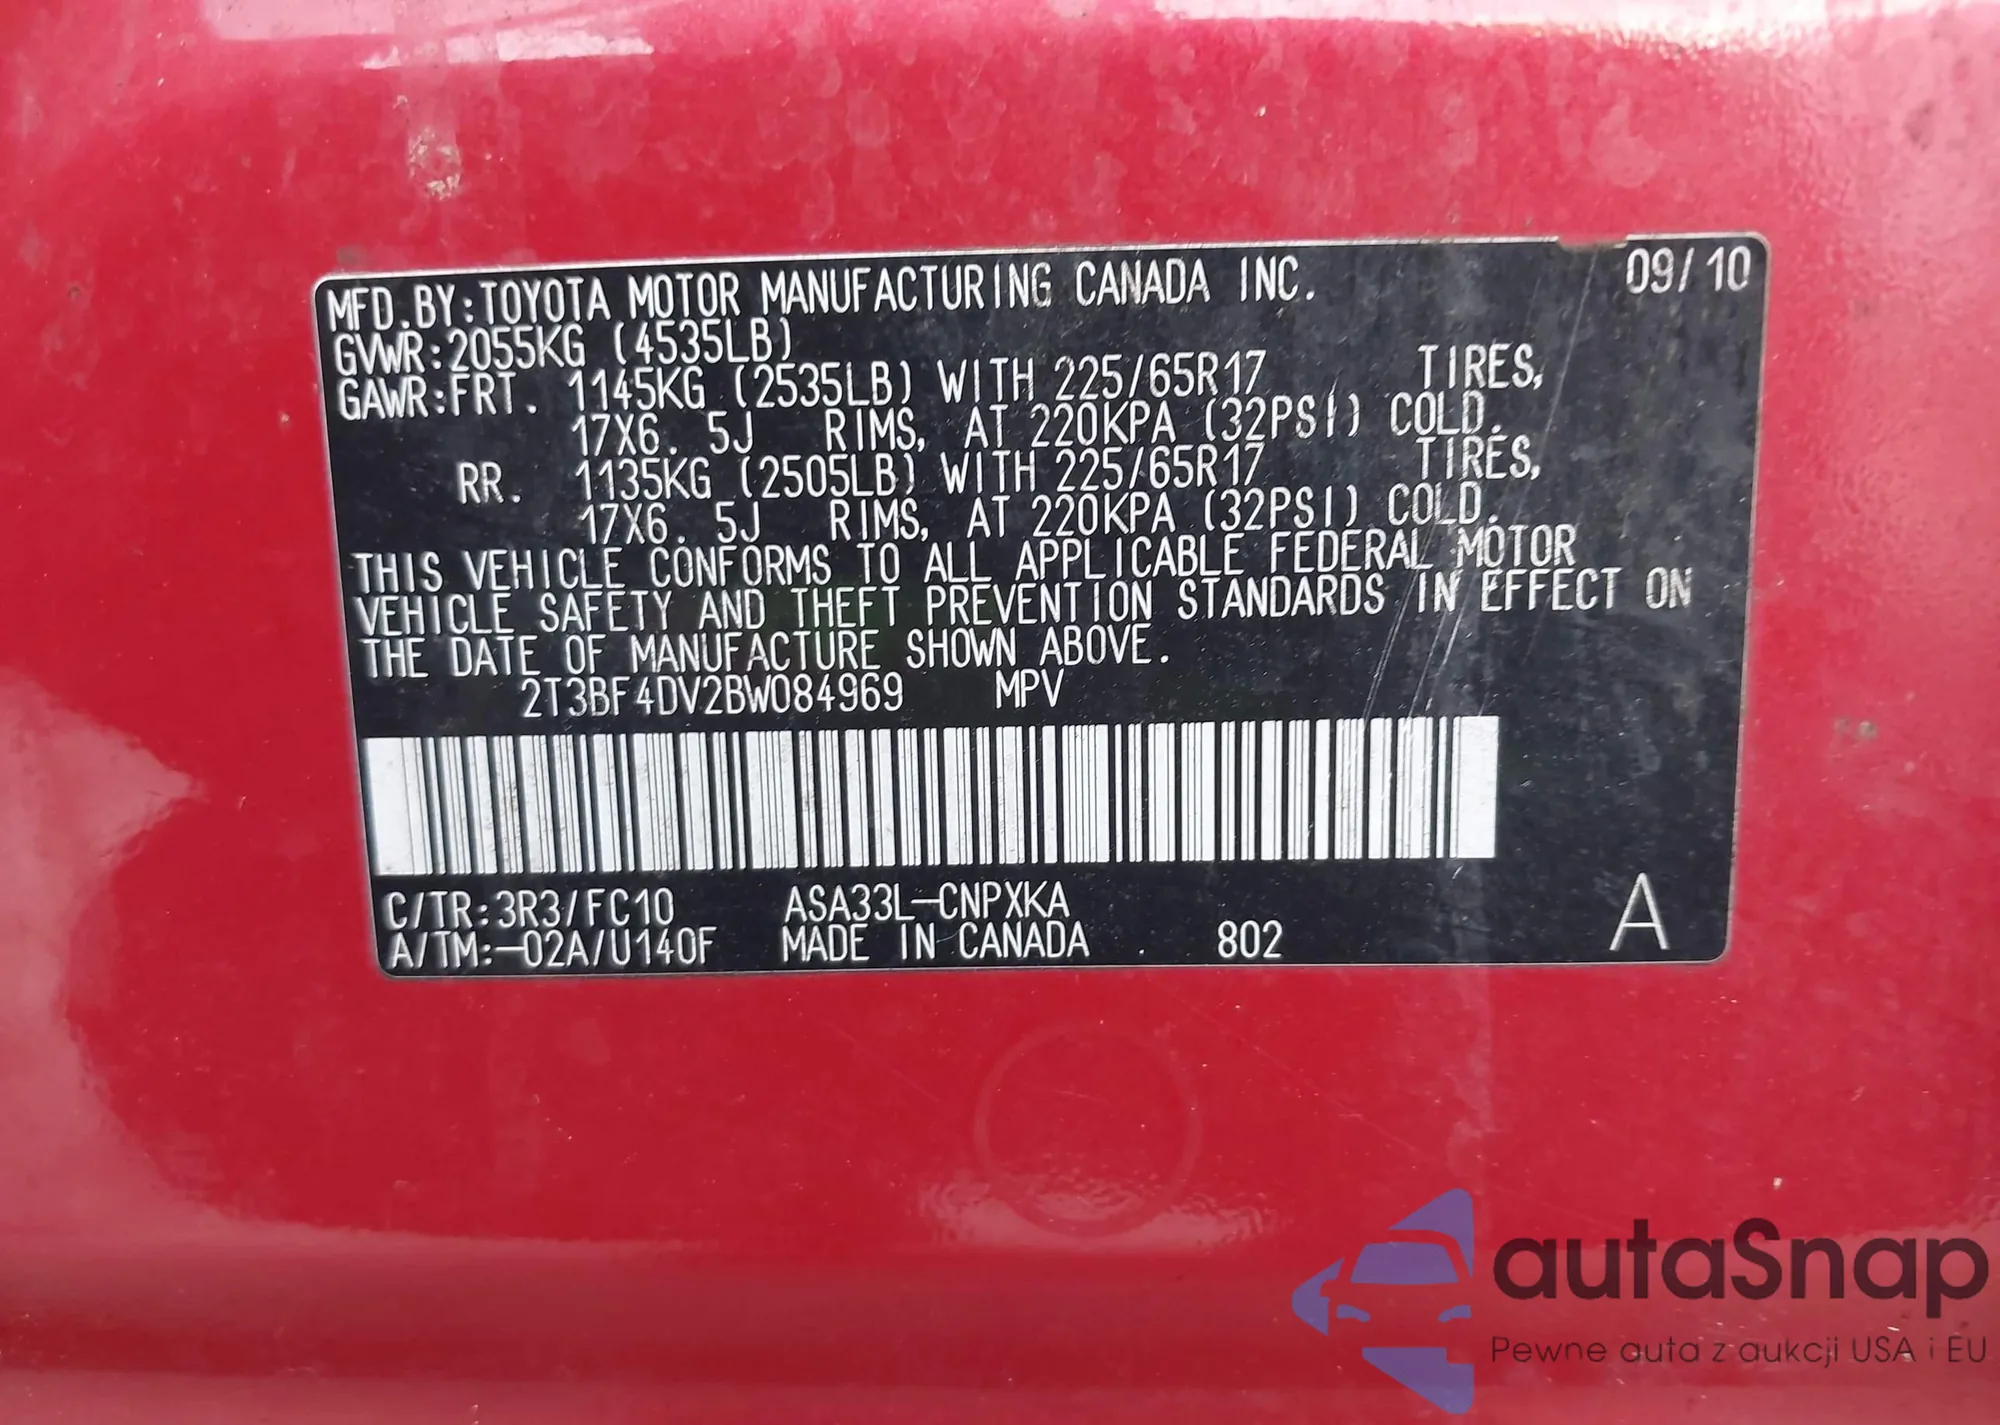 MFD. BY: TOYOTA MOTOR MANUFACTURING CANADA INC. 09/10
GVWR: 2055KG (4535LB)
GAWR: FRT. 1145KG (2535LB) WITH 225/65R17 TIRES,
17X6. 5J RIMS, AT 220KPA (32PSI) COLD.
RR. 1135KG (2505LB) WITH 225/65R17 TIRES,
17X6. 5J RIMS, AT 220KPA (32PSI) COLD.
THIS VEHICLE CONFORMS TO ALL APPLICABLE FEDERAL MOTOR
VEHICLE SAFETY AND THEFT PREVENTION STANDARDS IN EFFECT ON
THE DATE OF MANUFACTURE SHOWN ABOVE.
2T3BF4DV2BW084969 MPV
C/TR: 3R3/FC10 ASA33L-CNPXKA
A/TM:-02A/U140F MADE IN CANADA 802 A
autaSnap
Pewne auta z aukcji USA i EU